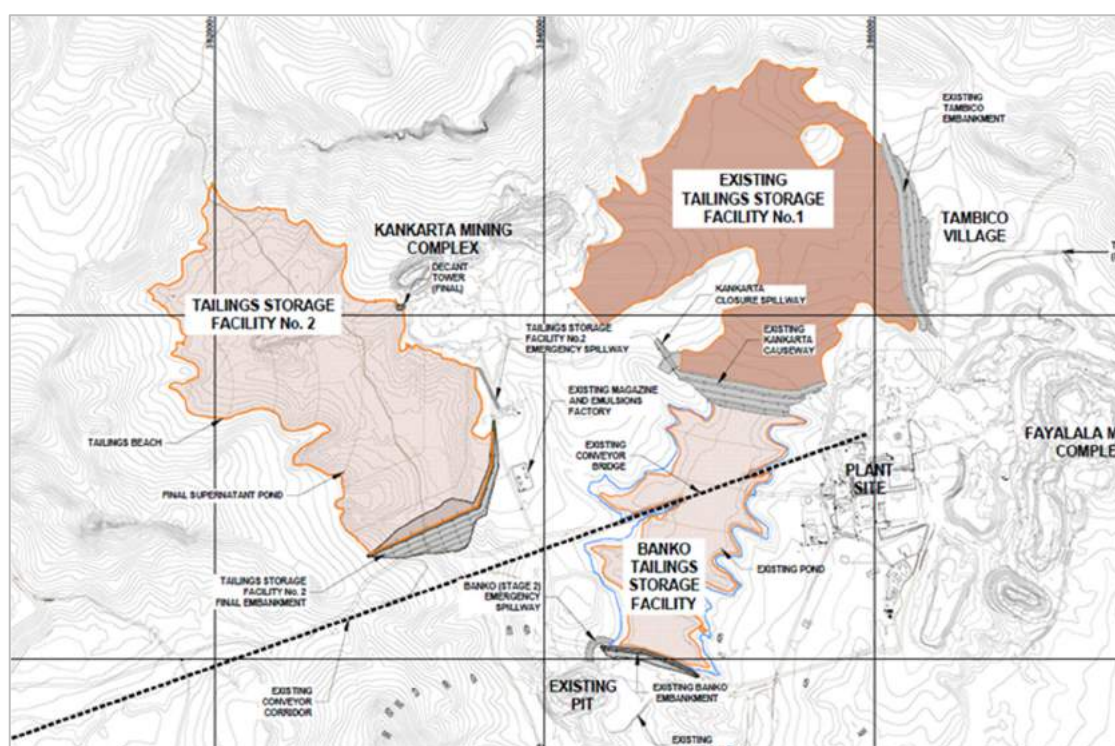 192000
194000
196000
EXISTING
TAMBICO
EMBANKMENT
EXISTING
TAILINGS STORAGE
FACILITY No.1
TAMBICO
VILLAGE
KANKARTA MINING
COMPLEX
DECANT
TOWER
(FINAL)
TAILINGS STORAGE
FACILITY No. 2
KANKARTA
CLOSURE SPILLWAY
TAILINGS STORAGE
FACILITY No.2
EMERGENCY SPILLWAY
EXISTING
KANKARTA
CAUSEWAY
EXISTING MAGAZINE
AND EMULSIONS
FACTORY
TAILINGS BEACH
EXISTING
CONVEYOR
BRIDGE
FAYALALA M
COMPLE
PLANT
SITE
FINAL SUPERNATANT POND
BANKO
TAILINGS
STORAGE
FACILITY
EXISTING POND
TAILINGS STORAGE
FACILITY No. 2
FINAL EMBANKMENT
BANKO (STAGE 2)
EMERGENCY
SPILLWAY
EXISTING
CONVEYOR
CORRIDOR
EXISTING
PIT
EXISTING BANKO
EMBANKMENT
EXISTING